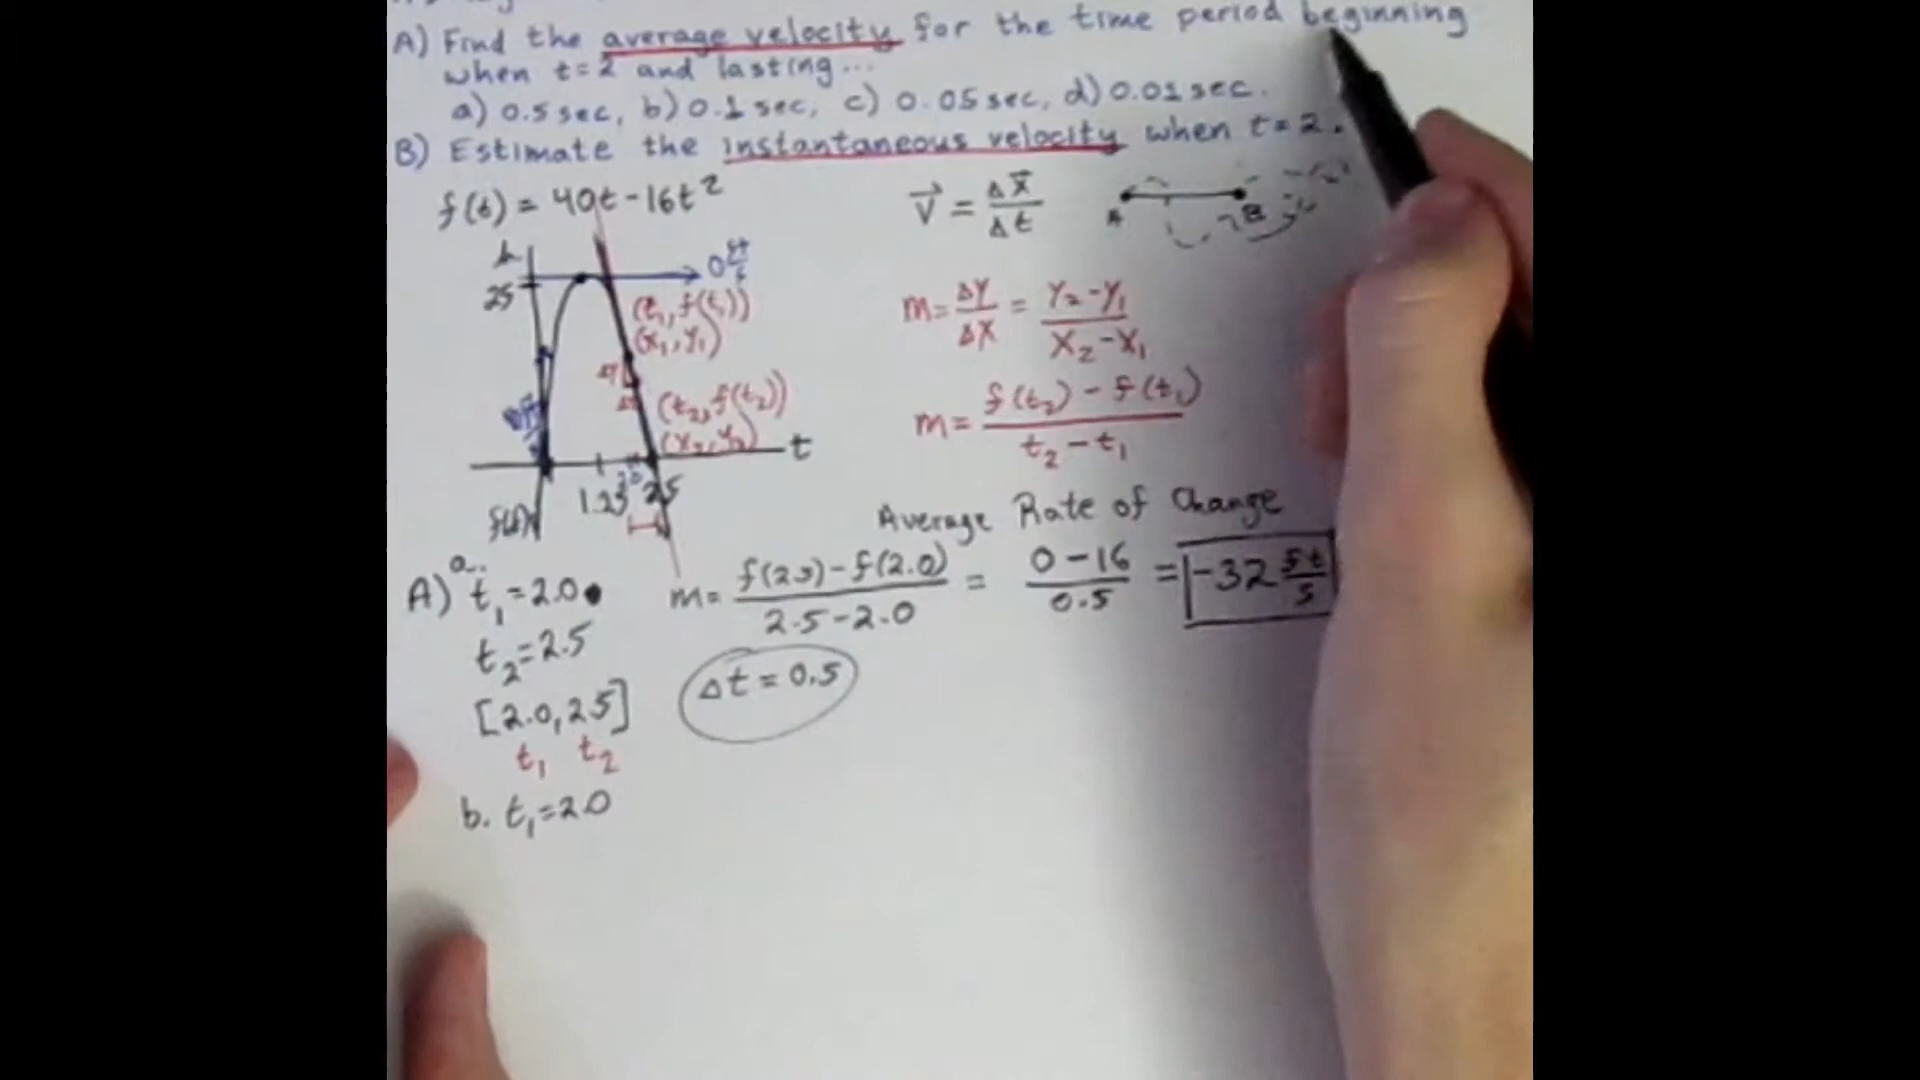 A) Find the average velocity for the time period beginning
when t=2 and lasting...
a) 0.5 sec, b) 0.1 sec, c) 0.05 sec, d) 0.01 sec.
B) Estimate the instantaneous velocity when t=2.
f(t) = 40t - 16t²
v⃗ = Δx⃗/Δt
A B
h
25
0 ft/s
(t₁, f(t₁))
(x₁, y₁)
(t₂, f(t₂))
(x₂, y₂)
t
1.25 2.5
m = Δy/Δx = (y₂ - y₁)/(x₂ - x₁)
m = (f(t₂) - f(t₁))/(t₂ - t₁)
Average Rate of Change
A) a. t₁ = 2.0
t₂ = 2.5
[2.0, 2.5]
t₁ t₂
m = (f(2.5) - f(2.0))/(2.5 - 2.0) = (0 - 16)/0.5 = -32 ft/s
Δt = 0.5
b. t₁ = 2.0